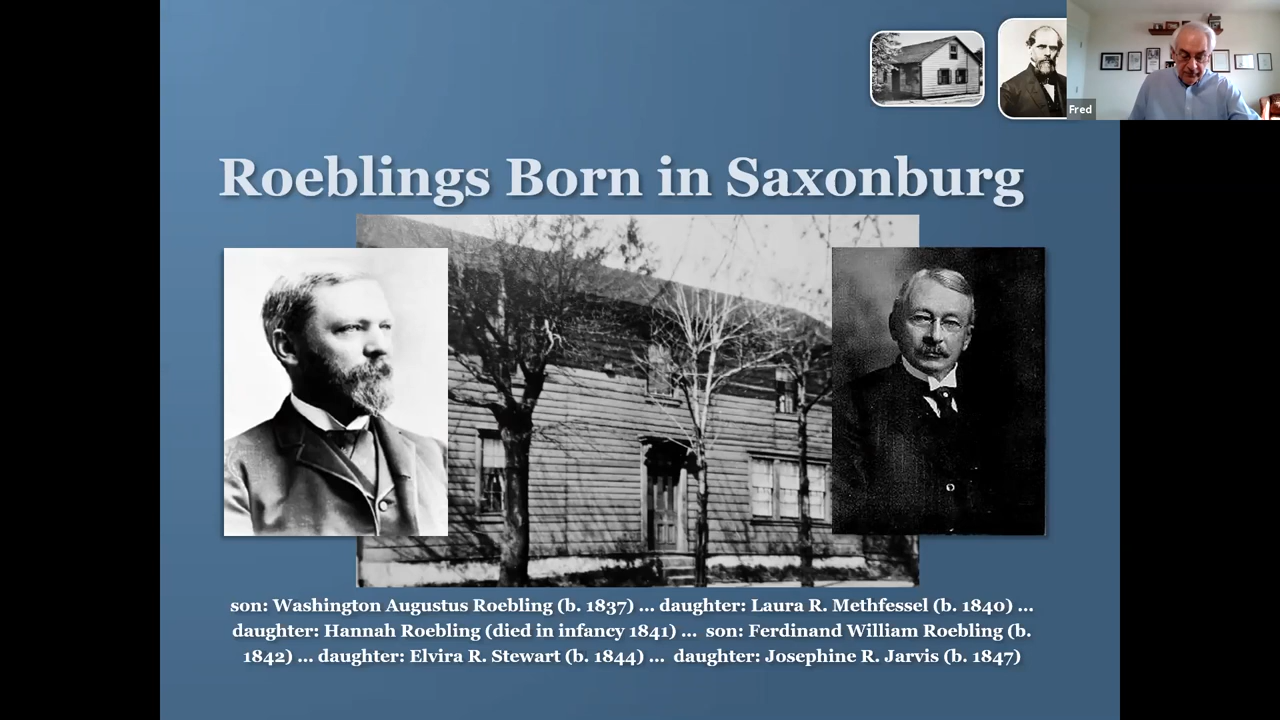 Fred
Roeblings Born in Saxonburg
son: Washington Augustus Roebling (b. 1837) ... daughter: Laura R. Methfessel (b. 1840) ...
daughter: Hannah Roebling (died in infancy 1841) ... son: Ferdinand William Roebling (b.
1842) ... daughter: Elvira R. Stewart (b. 1844) ... daughter: Josephine R. Jarvis (b. 1847)